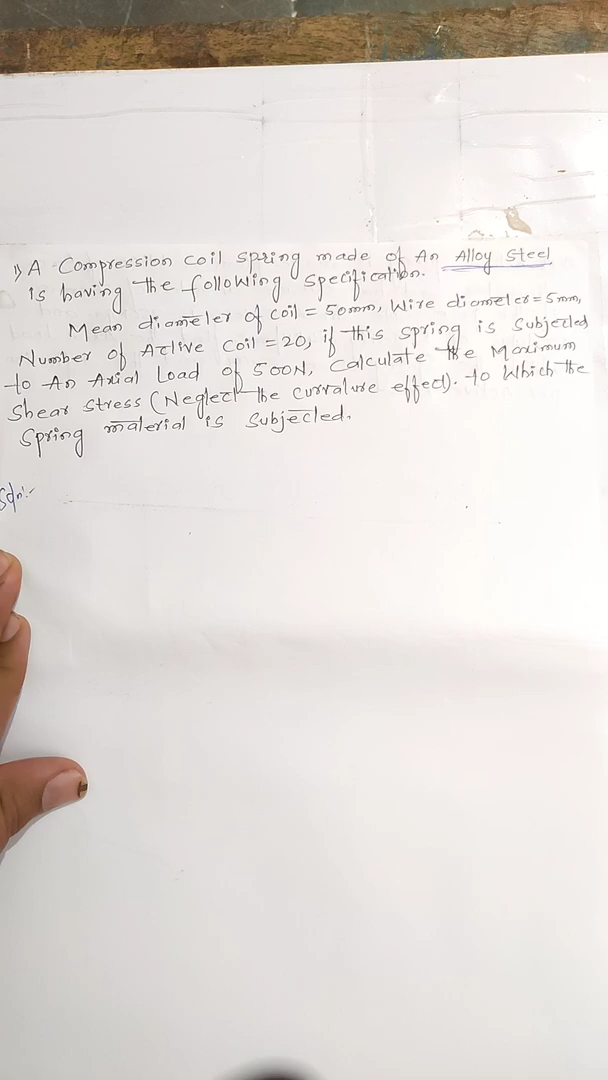 1) A Compression coil spring made of An Alloy Steel
is having the following specification.
Mean diameter of coil = 50mm, Wire diameter = 5mm,
Number of Active coil = 20, if this spring is Subjected
to An Axial Load of 500N, Calculate the Maximum
Shear Stress (Neglect the curvature effect). to Which the
Spring material is Subjected.
Soln:-